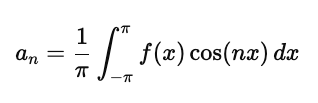 a_n = \frac{1}{\pi} \int_{-\pi}^{\pi} f(x) \cos(nx) \, dx